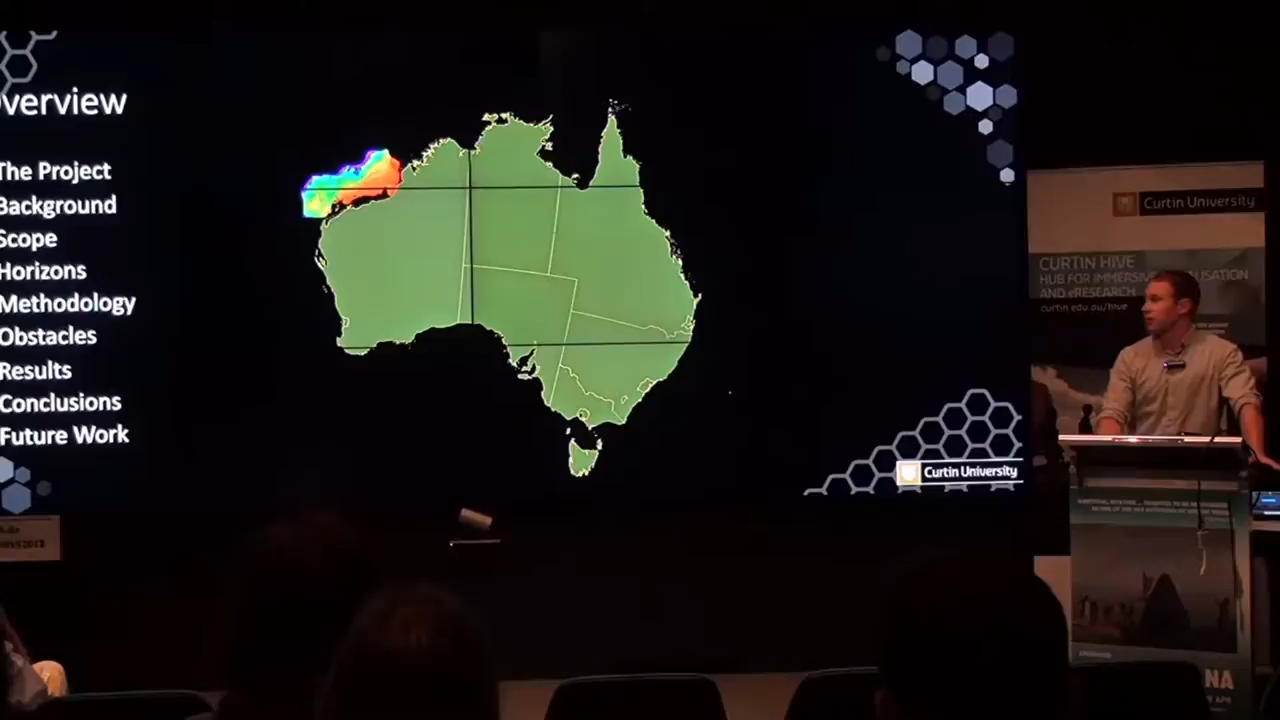 verview
The Project
Background
Scope
Horizons
Methodology
Obstacles
Results
Conclusions
Future Work
Curtin University
Curtin University
CURTIN HIVE
HUB FOR IMMERSIVE
ALISATION
AND eRESEARCH
curtin.edu.au/hive
NA